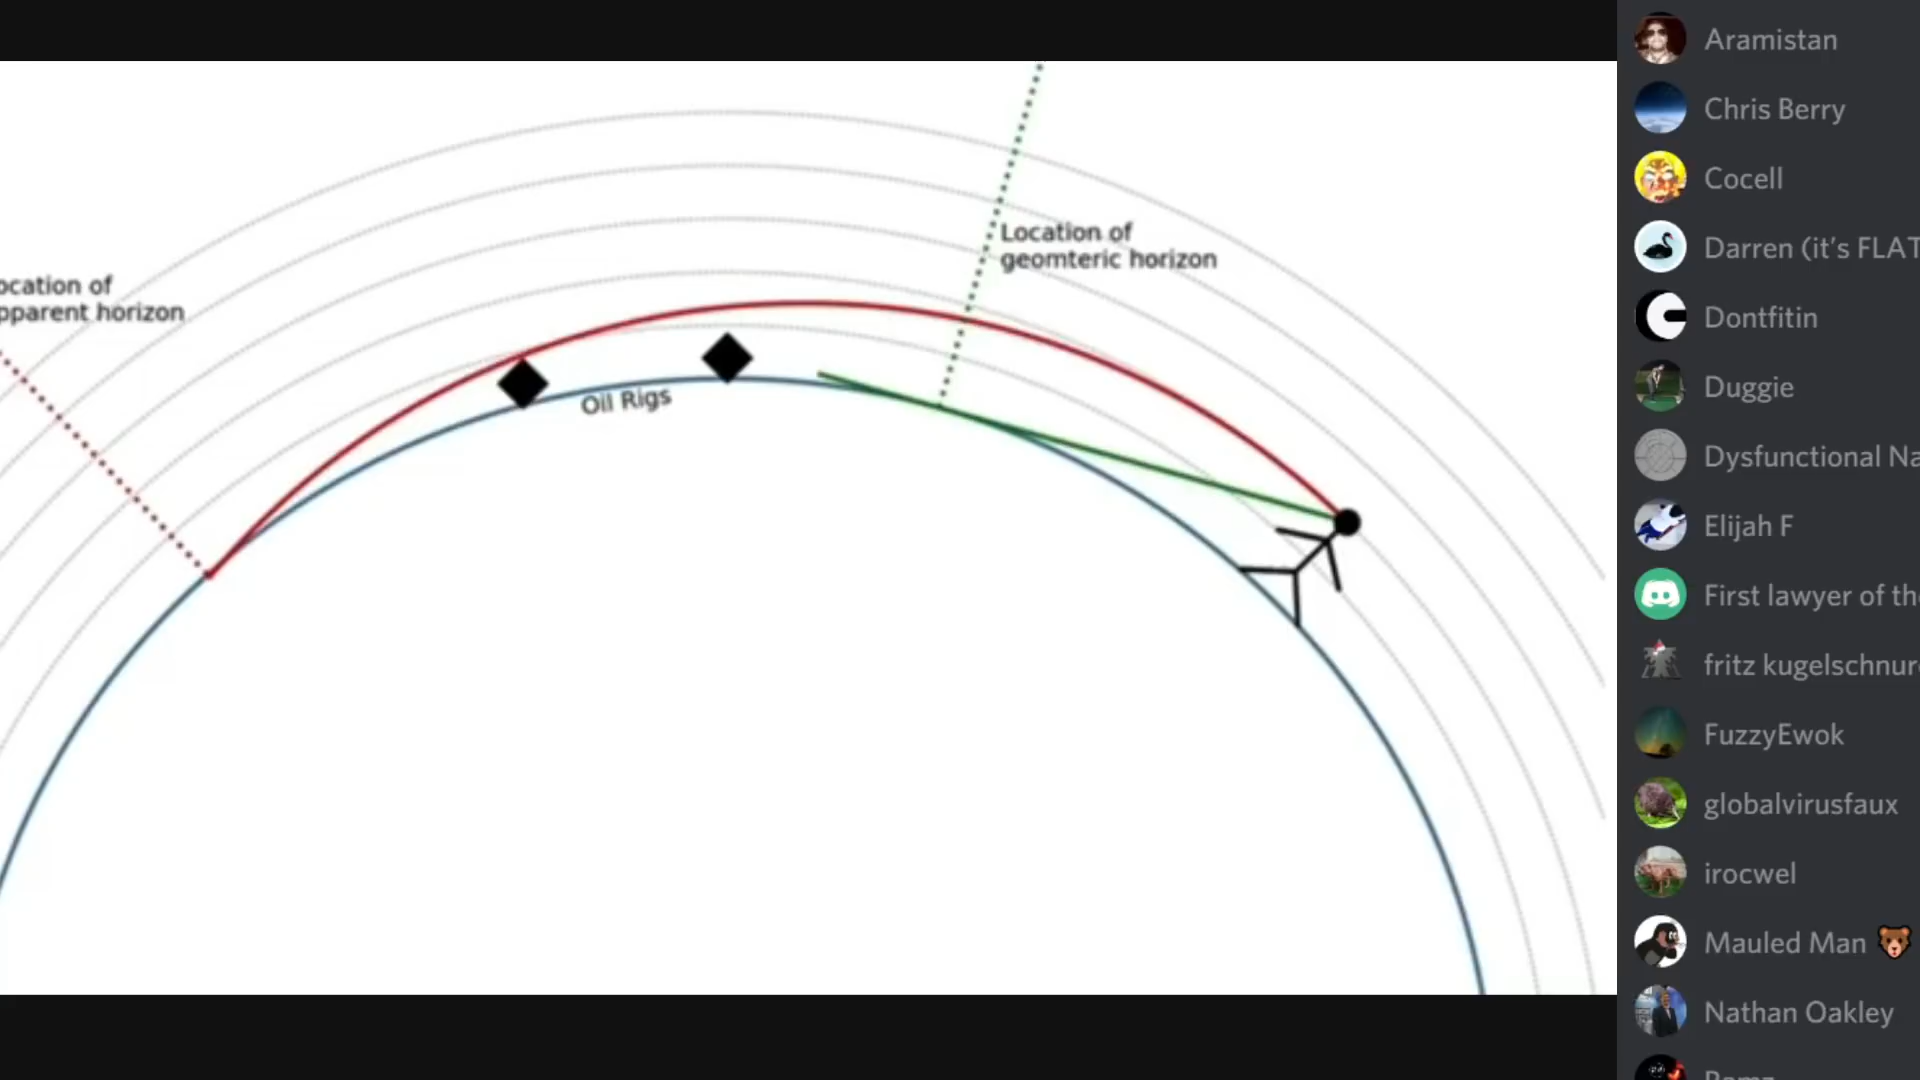 Location of
geomteric horizon
ocation of
pparent horizon
Oil Rigs
Aramistan
Chris Berry
Cocell
Darren (it's FLAT
Dontfitin
Duggie
Dysfunctional Na
Elijah F
First lawyer of the
fritz kugelschnur
FuzzyEwok
globalvirusfaux
irocwel
Mauled Man 🐻
Nathan Oakley